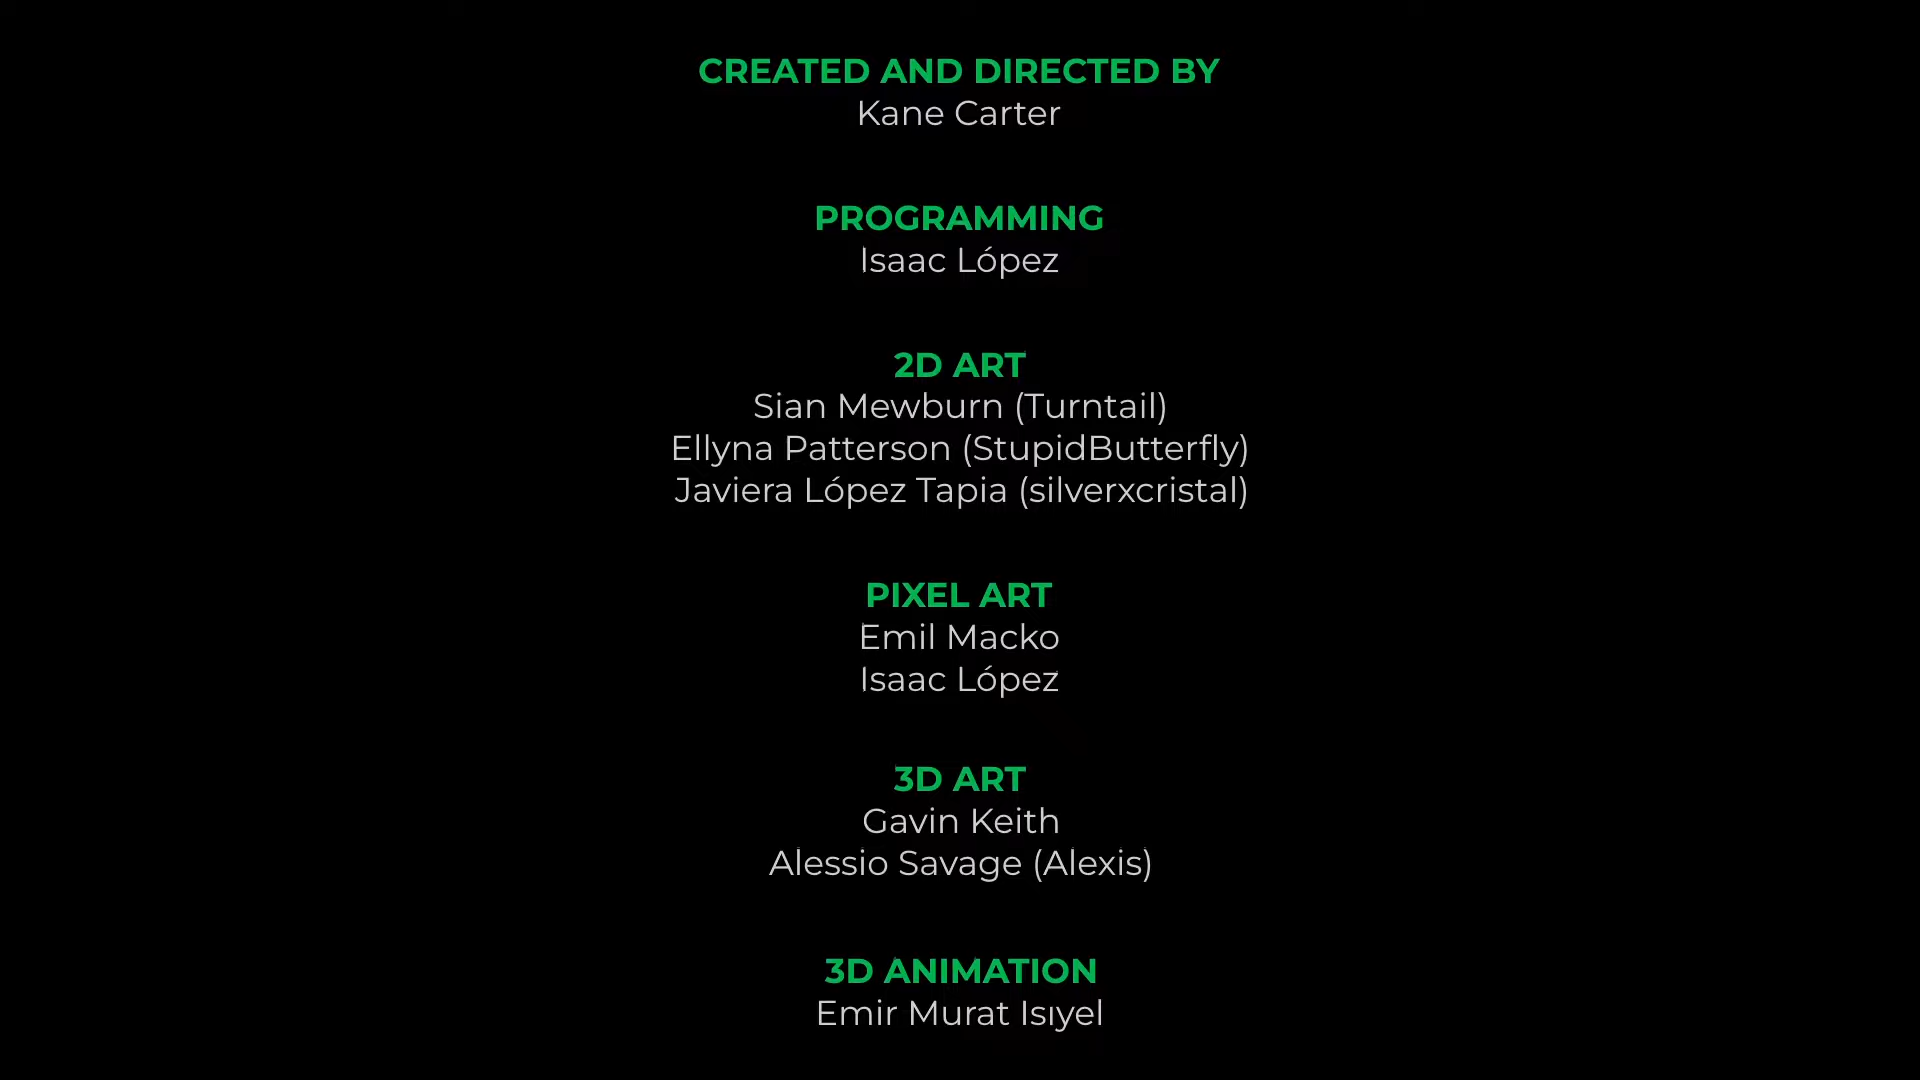 CREATED AND DIRECTED BY
Kane Carter
PROGRAMMING
Isaac López
2D ART
Sian Mewburn (Turntail)
Ellyna Patterson (StupidButterfly)
Javiera López Tapia (silverxcristal)
PIXEL ART
Emil Macko
Isaac López
3D ART
Gavin Keith
Alessio Savage (Alexis)
3D ANIMATION
Emir Murat Isıyel